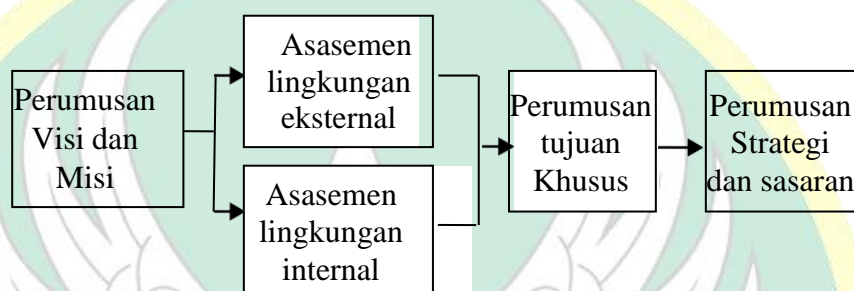 Perumusan
Visi dan
Misi
Asasemen
lingkungan
eksternal
Asasemen
lingkungan
internal
Perumusan
tujuan
Khusus
Perumusan
Strategi
dan sasaran